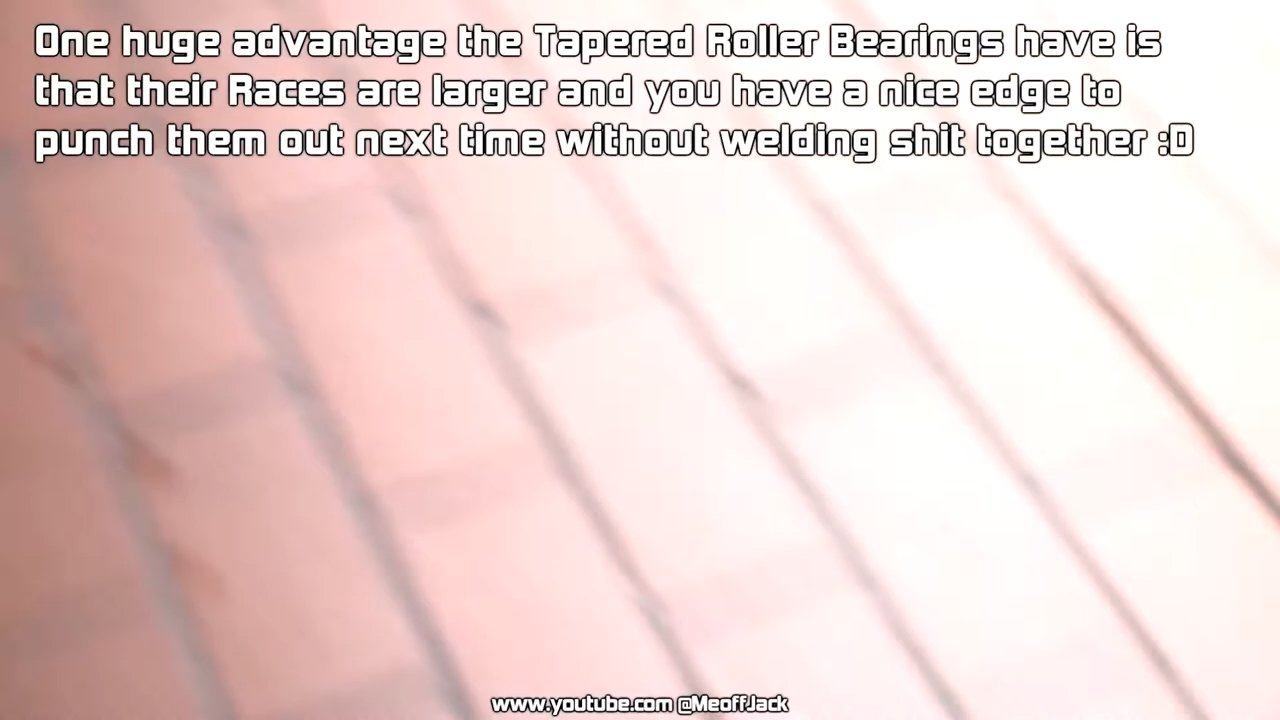 One huge advantage the Tapered Roller Bearings have is
that their Races are larger and you have a nice edge to
punch them out next time without welding shit together :D
www.youtube.com @MeoffJack